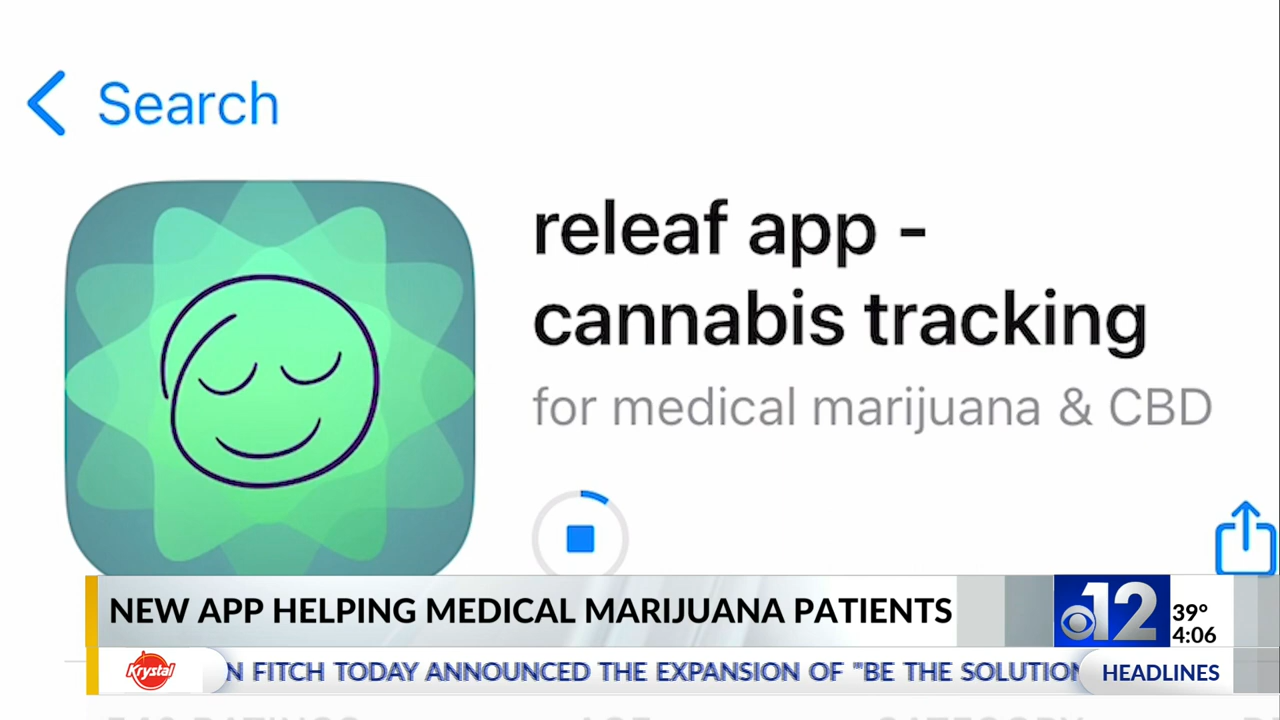 Search
releaf app -
cannabis tracking
for medical marijuana & CBD
NEW APP HELPING MEDICAL MARIJUANA PATIENTS
12
39°
4:06
Krystal
N FITCH TODAY ANNOUNCED THE EXPANSION OF "BE THE SOLUTION
HEADLINES